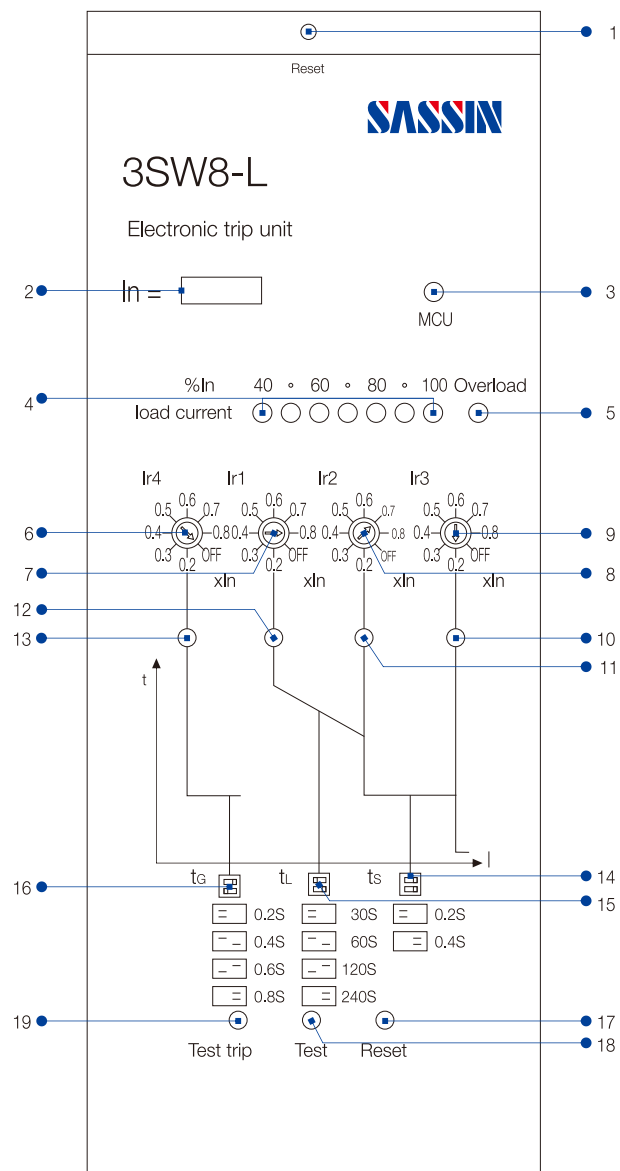 1
Reset
SASSIN
3SW8-L
Electronic trip unit
2 In = 3
MCU
%In 40 60 80 100 Overload
4 load current 5
Ir4 Ir1 Ir2 Ir3
0.2 0.3 0.4 0.5 0.6 0.7 0.8 OFF
0.2 0.3 0.4 0.5 0.6 0.7 0.8 OFF
0.2 0.3 0.4 0.5 0.6 0.7 0.8 OFF
0.2 0.3 0.4 0.5 0.6 0.7 0.8 OFF
6 9
7 8
xIn xIn xIn xIn
12
13 10
11
t
I
tG tL tS 14
16
15
0.2S 30S 0.2S
0.4S 60S 0.4S
0.6S 120S
0.8S 240S
19 17
18
Test trip Test Reset